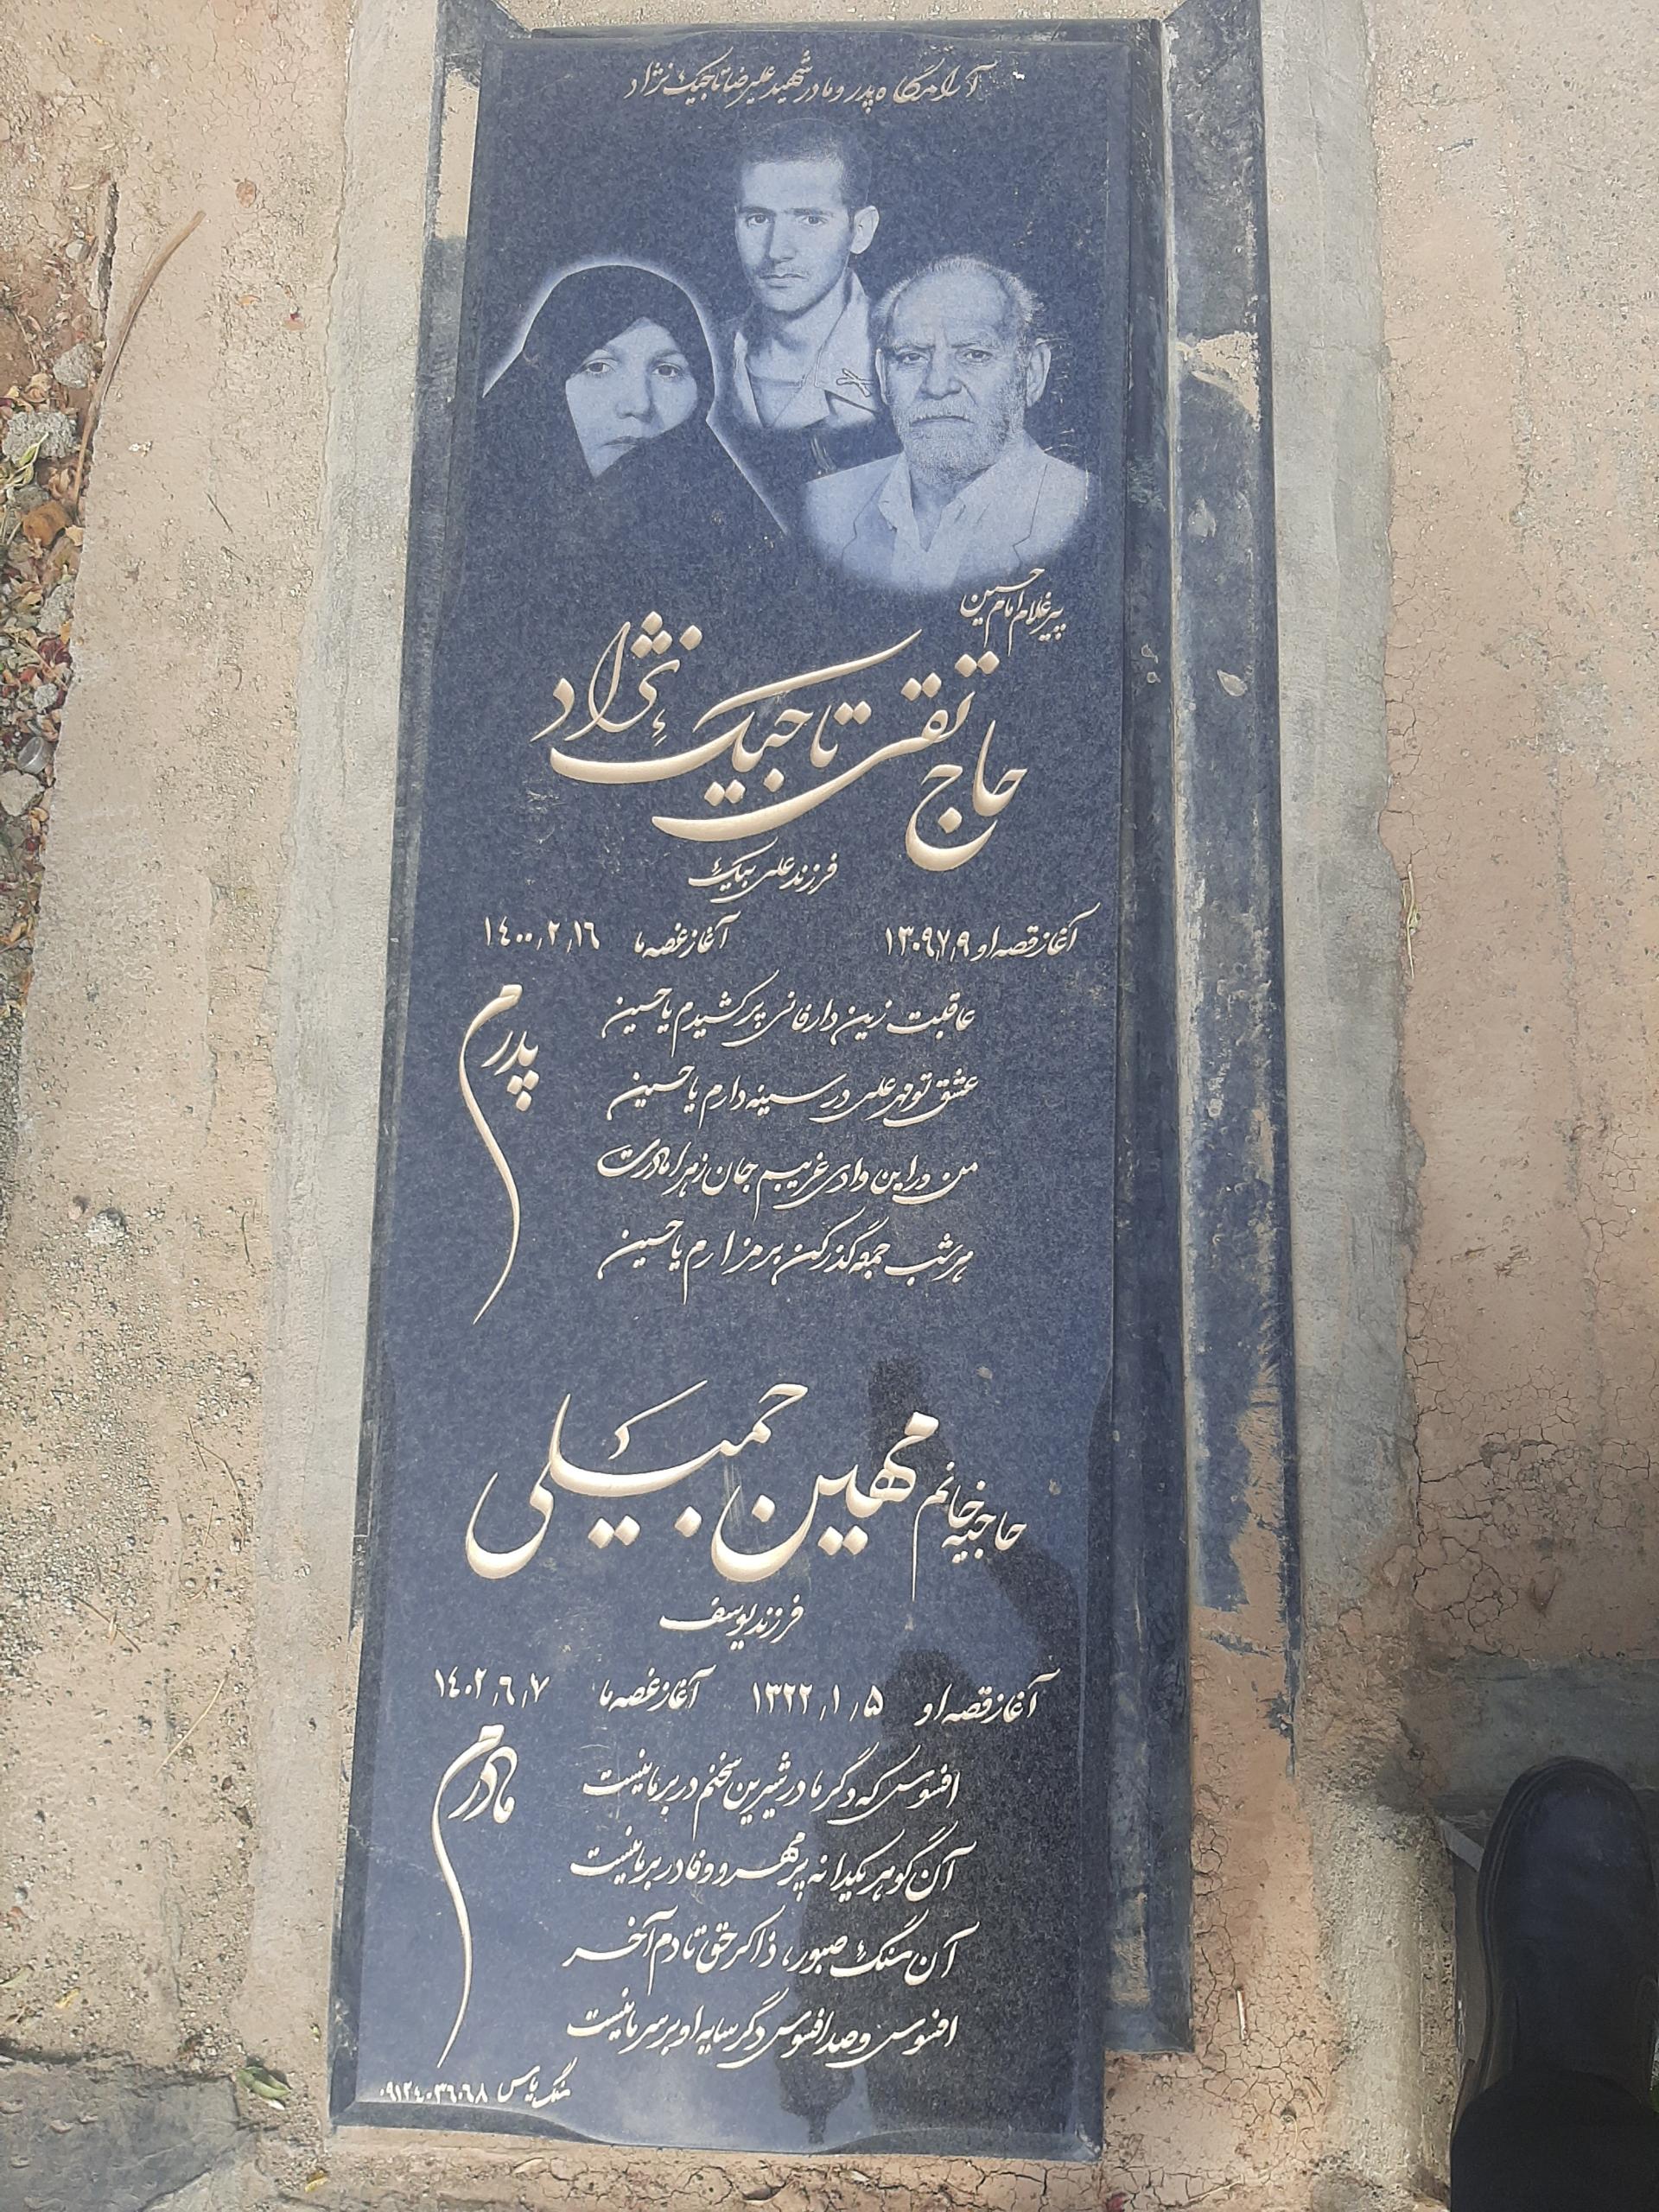 آرامگاه پدر و مادر شهید علیرضا تاجیک نژاد
پیرغلام امام حسین
حاج تقی تاجیک نژاد
فرزند علی بیک
آغاز قصه او ۱۳۰۹٫۷٫۹ آغاز غصه ما ۱۴۰۰٫۲٫۱۶
پدرم
عاقبت زین دار فانی پر کشیدم یا حسین
عشق تو مهر علی در سینه دارم یا حسین
من در این وادی غریبم جان زهرا مادرت
هر شب جمعه گذر کن بر مزارم یا حسین
حاجیه خانم مهین جمیلی
فرزند یوسف
آغاز قصه او ۱۳۲۲٫۱٫۵ آغاز غصه ما ۱۴۰۲٫۶٫۷
مادرم
افسوس که دگر مادر شیرین سخنم در بر ما نیست
آن گوهر یکدانه پر مهر و وفا در بر ما نیست
آن سنگ صبور، ذاکر حق تا دم آخر
افسوس و صد افسوس دگر سایه او بر سر ما نیست
سنگ یاس ۰۹۱۲۴۰۳۶۰۶۸